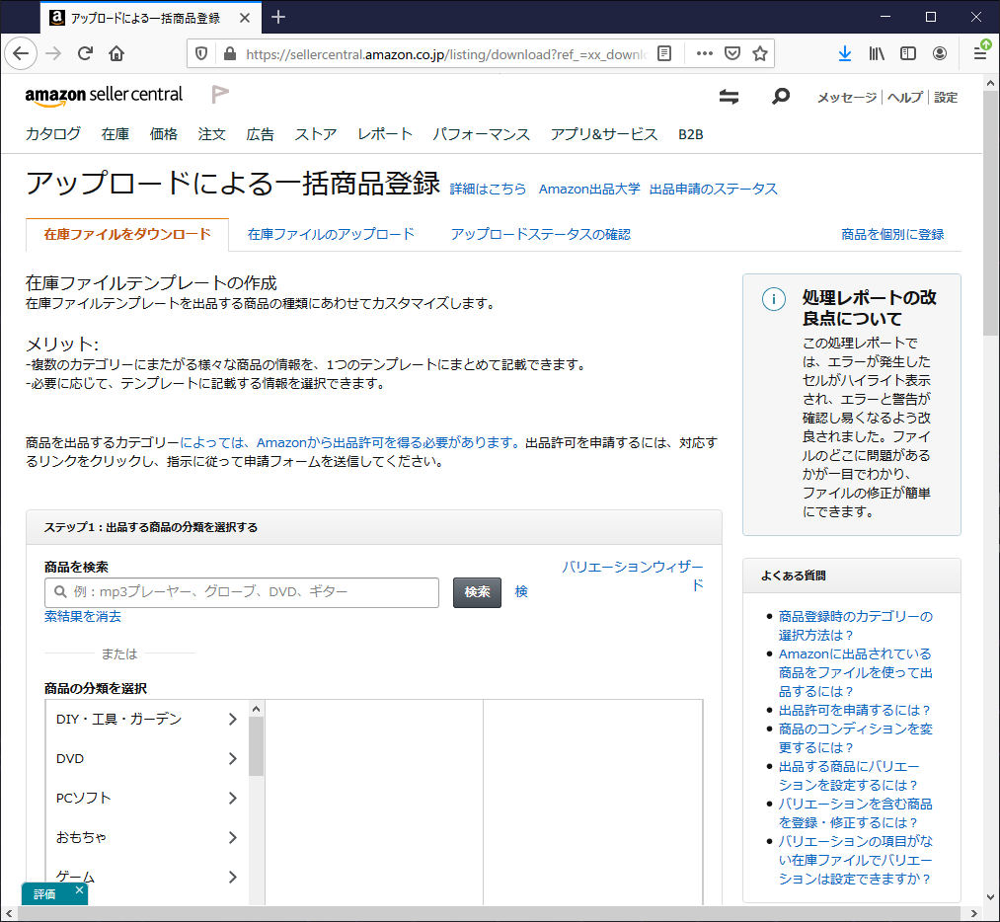 アップロードによる一括商品登録
https://sellercentral.amazon.co.jp/listing/download?ref_=xx_downl
amazon seller central
メッセージ | ヘルプ | 設定
カタログ 在庫 価格 注文 広告 ストア レポート パフォーマンス アプリ&サービス B2B
アップロードによる一括商品登録 詳細はこちら Amazon出品大学 出品申請のステータス
在庫ファイルをダウンロード 在庫ファイルのアップロード アップロードステータスの確認 商品を個別に登録
在庫ファイルテンプレートの作成
在庫ファイルテンプレートを出品する商品の種類にあわせてカスタマイズします。
メリット:
-複数のカテゴリーにまたがる様々な商品の情報を、1つのテンプレートにまとめて記載できます。
-必要に応じて、テンプレートに記載する情報を選択できます。
商品を出品するカテゴリーによっては、Amazonから出品許可を得る必要があります。出品許可を申請するには、対応す
るリンクをクリックし、指示に従って申請フォームを送信してください。
ステップ1：出品する商品の分類を選択する
商品を検索
バリエーションウィザー
ド
例：mp3プレーヤー、グローブ、DVD、ギター
検索
検
索結果を消去
または
商品の分類を選択
DIY・工具・ガーデン
DVD
PCソフト
おもちゃ
ゲーム
評価
処理レポートの改
良点について
この処理レポートで
は、エラーが発生した
セルがハイライト表示
され、エラーと警告が
確認し易くなるよう改
良されました。ファイ
ルのどこに問題がある
かが一目でわかり、
ファイルの修正が簡単
にできます。
よくある質問
商品登録時のカテゴリーの
選択方法は？
Amazonに出品されている
商品をファイルを使って出
品するには？
出品許可を申請するには？
商品のコンディションを変
更するには？
出品する商品にバリエー
ションを設定するには？
バリエーションを含む商品
を登録・修正するには？
バリエーションの項目がな
い在庫ファイルでバリエー
ションは設定できますか？